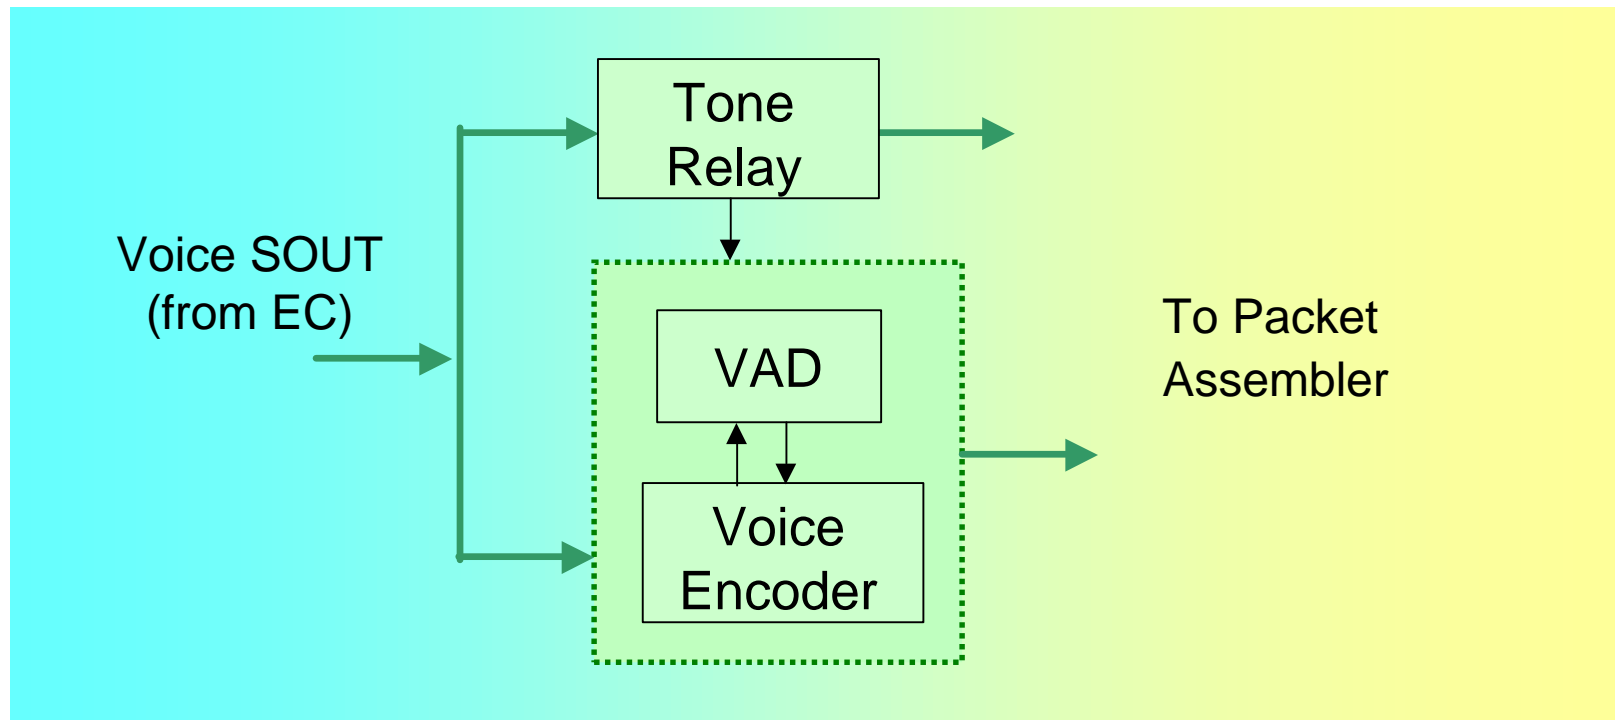 Tone
Relay
Voice SOUT
(from EC)
To Packet
Assembler
VAD
Voice
Encoder